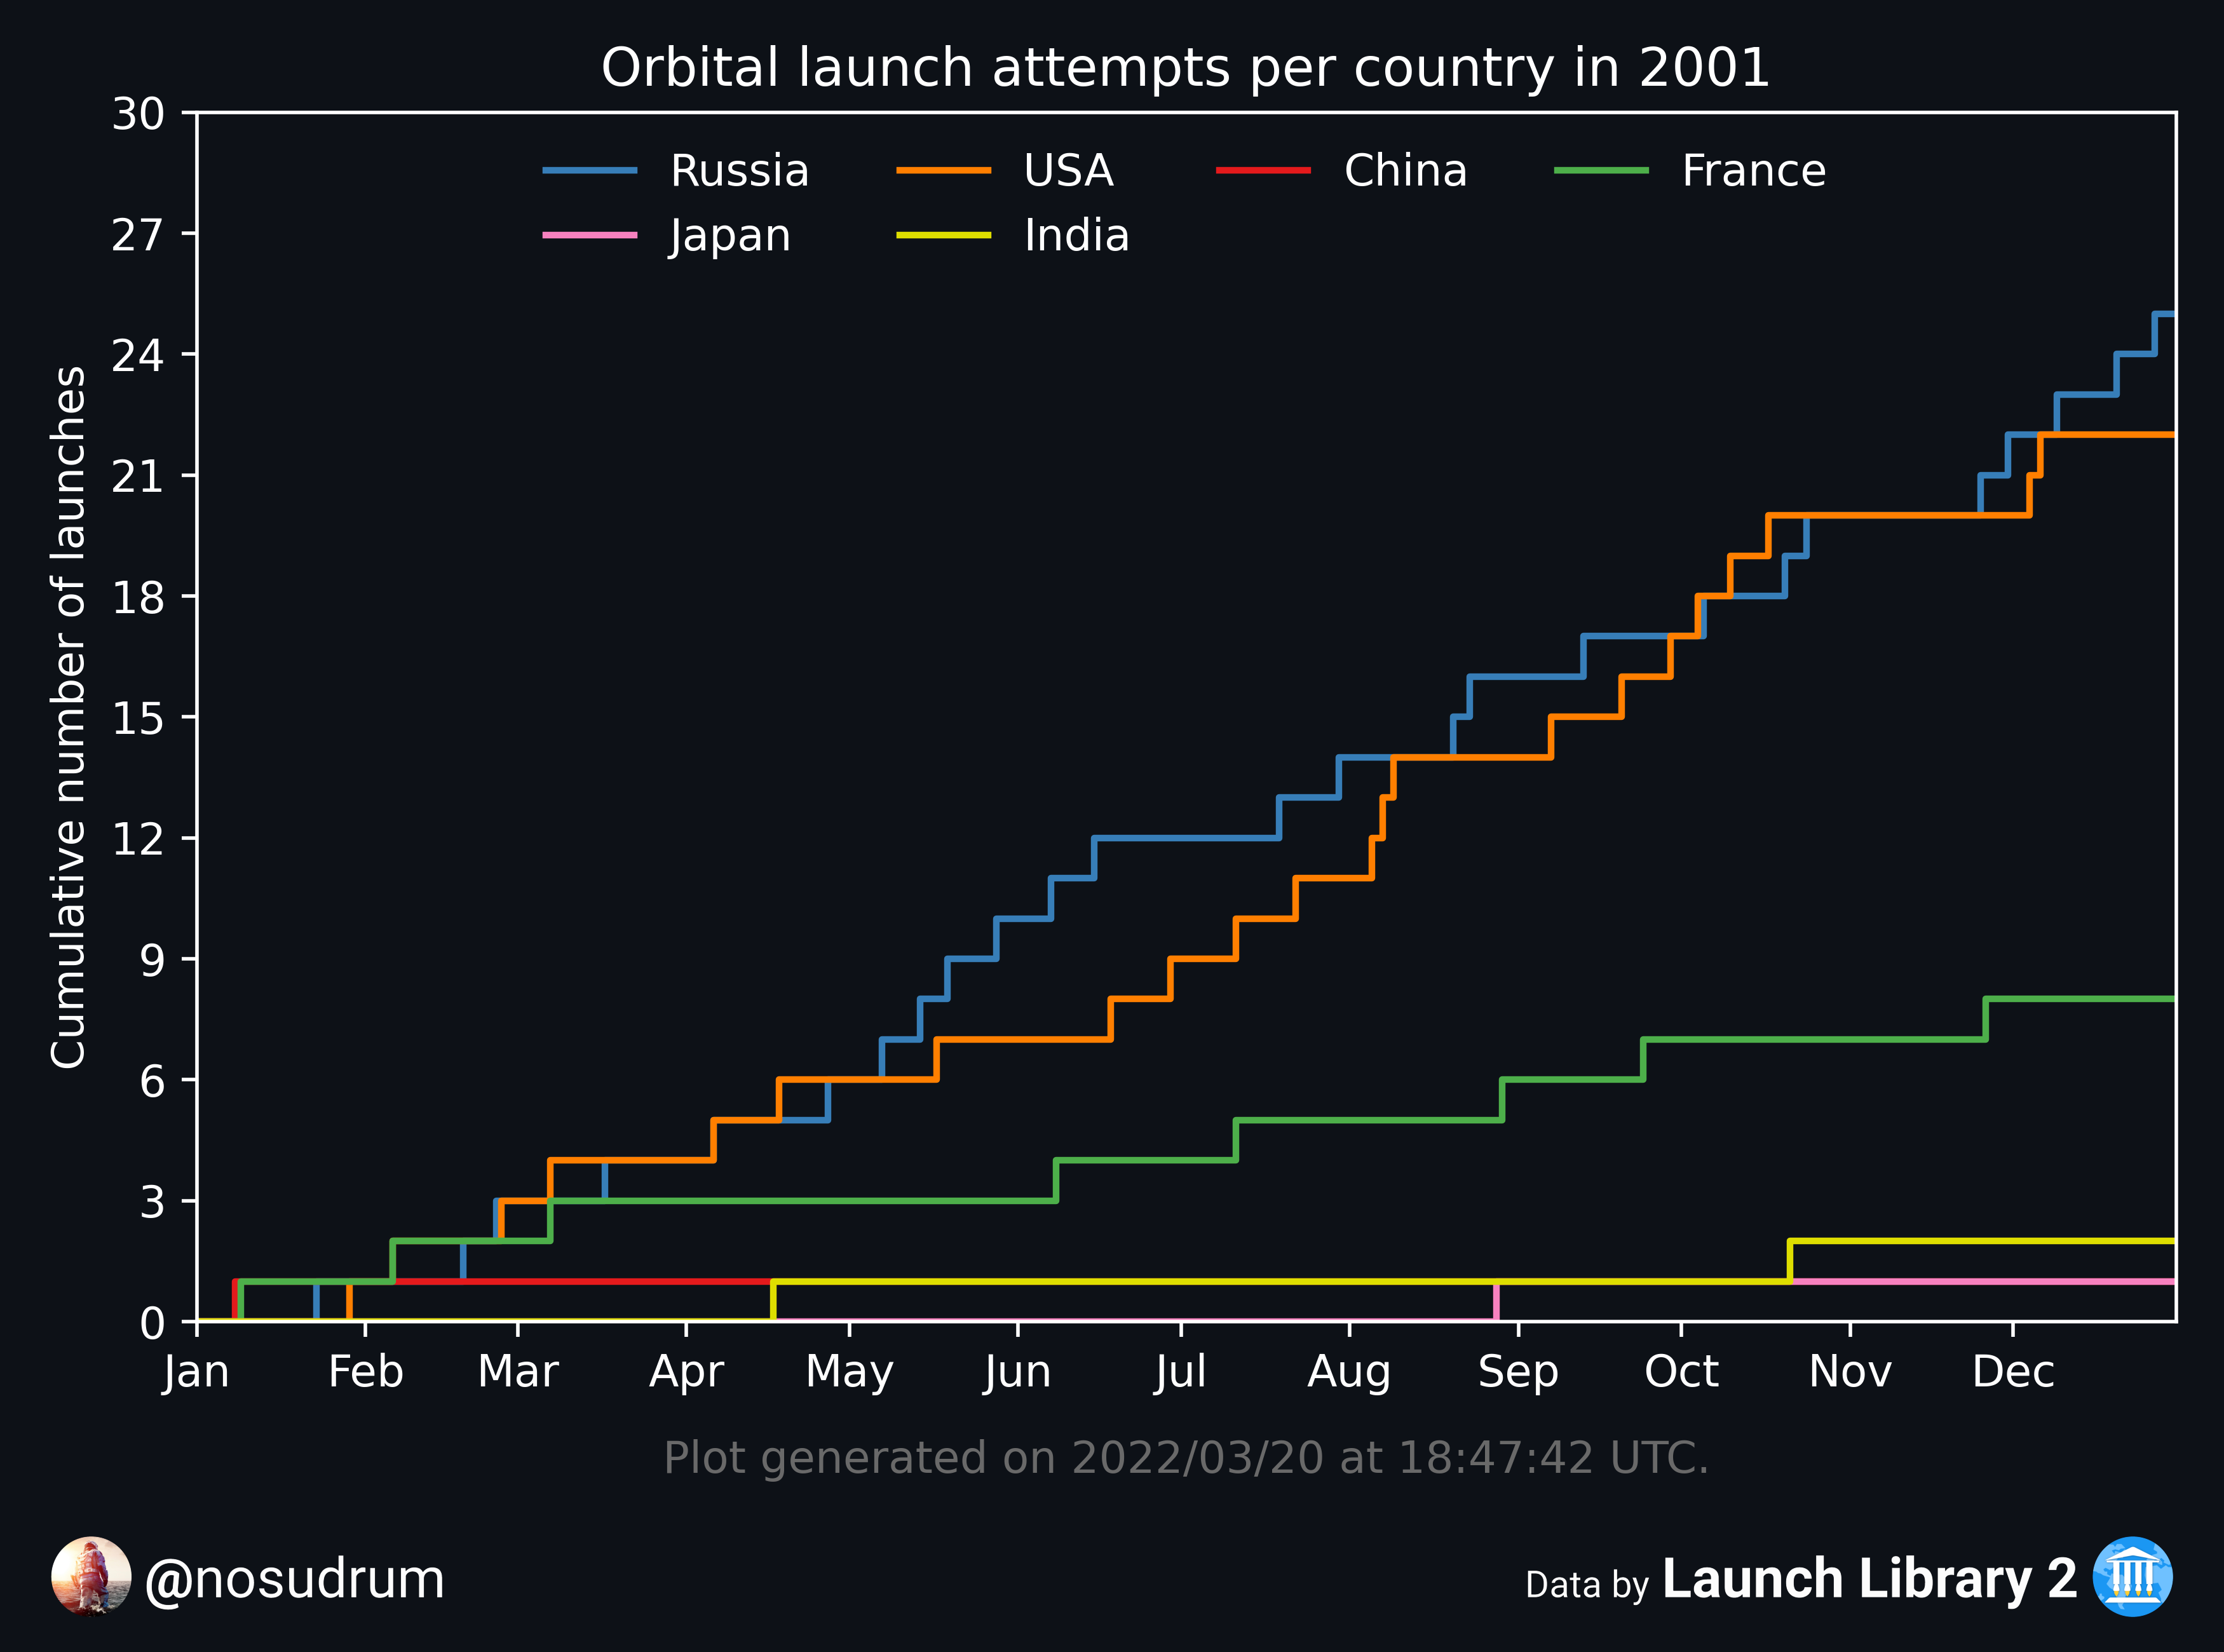 Orbital launch attempts per country in 2001
30
Russia USA China France
27
Japan India
24
21
18
15
12
9
6
3
0
Cumulative number of launches
Jan Feb Mar Apr May Jun Jul Aug Sep Oct Nov Dec
Plot generated on 2022/03/20 at 18:47:42 UTC.
@nosudrum
Data by Launch Library 2